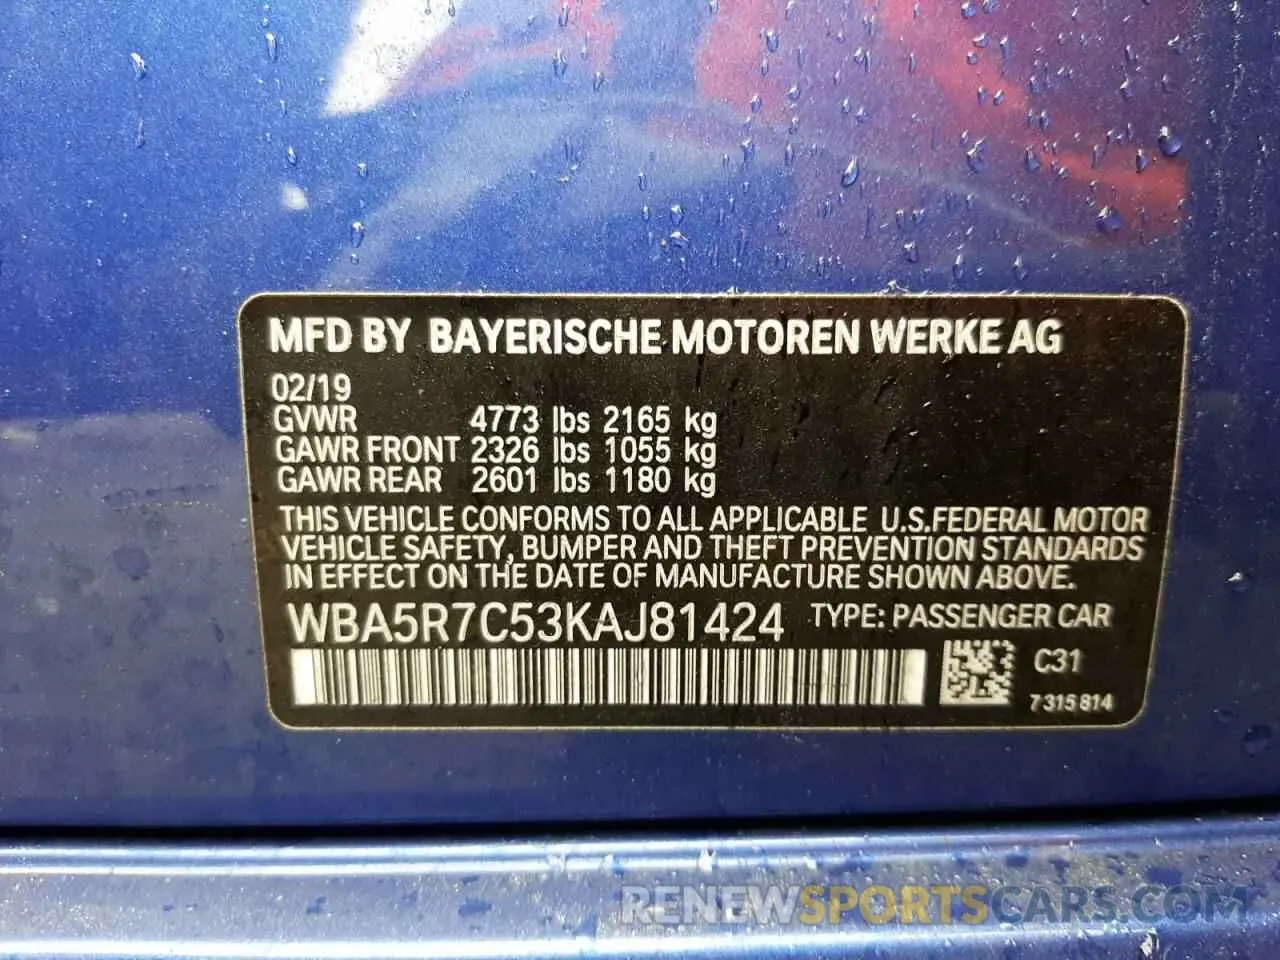 MFD BY BAYERISCHE MOTOREN WERKE AG
02/19
GVWR 4773 lbs 2165 kg
GAWR FRONT 2326 lbs 1055 kg
GAWR REAR 2601 lbs 1180 kg
THIS VEHICLE CONFORMS TO ALL APPLICABLE U.S.FEDERAL MOTOR
VEHICLE SAFETY, BUMPER AND THEFT PREVENTION STANDARDS
IN EFFECT ON THE DATE OF MANUFACTURE SHOWN ABOVE.
WBA5R7C53KAJ81424 TYPE: PASSENGER CAR
C31
7 315 814
RENEWSPORTSCARS.COM